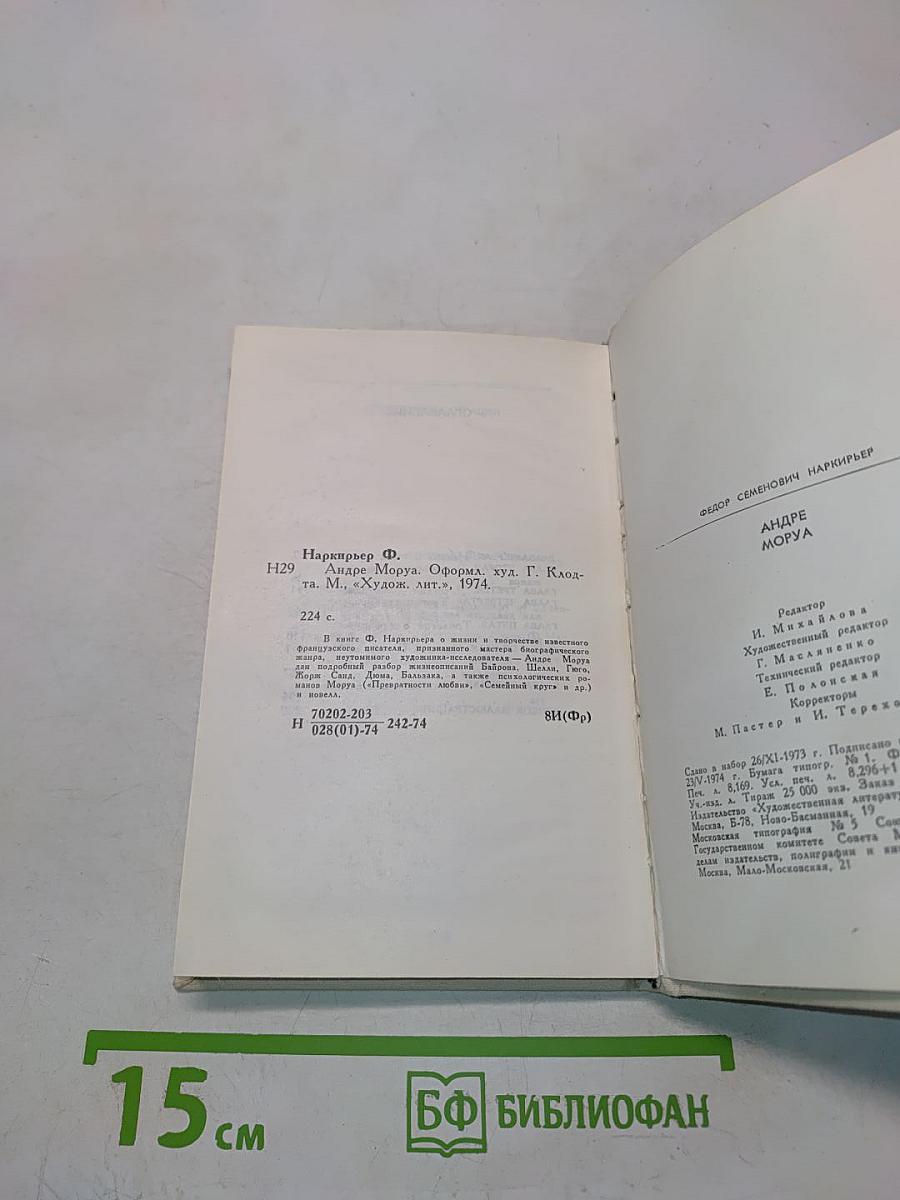 Наркирьер Ф.
Н29 Андре Моруа. Оформл. худ. Г. Клод-
та. М., «Худож. лит.», 1974.
224 с.
В книге Ф. Наркирьера о жизни и творчестве известного
французского писателя, признанного мастера биографического
жанра, неутомимого художника-исследователя — Андре Моруа
дан подробный разбор жизнеописаний Байрона, Шелли, Гюго,
Жорж Санд, Дюма, Бальзака, а также психологических ро-
манов Моруа («Превратности любви», «Семейный круг» и др.)
и новелл.
Н 70202-203
028(01)-74 242-74 8И(Фр)
ФЕДОР СЕМЕНОВИЧ НАРКИРЬЕР
АНДРЕ
МОРУА
Редактор
И. Михайлова
Художественный редактор
Г. Масляненко
Технический редактор
Е. Полонская
Корректоры
М. Пастер и И. Терехо
Сдано в набор 26/XI-1973 г. Подписано
23/V-1974 г. Бумага типогр. № 1. Ф
Печ. л. 8,169. Усл. печ. л. 8,296+1
Уч.-изд. л. Тираж 25 000 экз. Заказ
Издательство «Художественная литерату
Москва, Б-78, Ново-Басманная, 19
Московская типография № 5 Сою
Государственном комитете Совета М
делам издательств, полиграфии и кни
Москва, Мало-Московская, 21
15 см
БФ БИБЛИОФАН